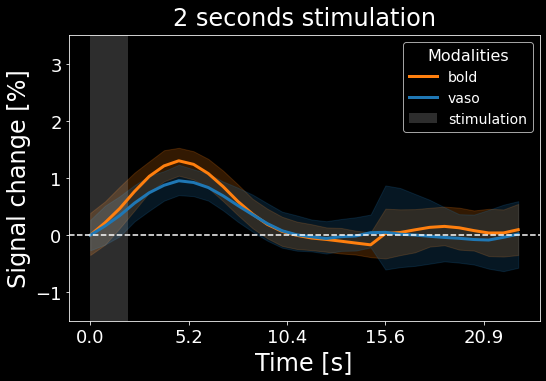 2 seconds stimulation
Signal change [%]
3
2
1
0
−1
Modalities
bold
vaso
stimulation
0.0 5.2 10.4 15.6 20.9
Time [s]